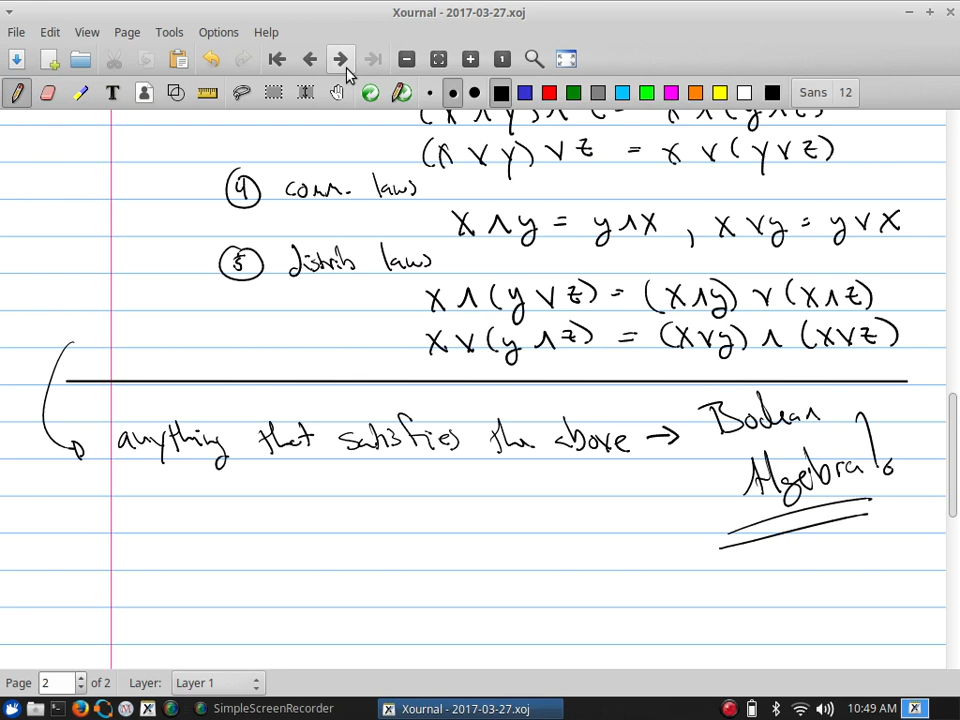 Xournal - 2017-03-27.xoj
File Edit View Page Tools Options Help
Sans 12
(x ∧ y) ∧ z = x ∧ (y ∧ z)
(x ∨ y) ∨ z = x ∨ (y ∨ z)
④ comm. laws
x ∧ y = y ∧ x , x ∨ y = y ∨ x
⑤ distrib laws
x ∧ (y ∨ z) = (x ∧ y) ∨ (x ∧ z)
x ∨ (y ∧ z) = (x ∨ y) ∧ (x ∨ z)
anything that satisfies the above → Boolean
Algebra
Page 2 of 2 Layer: Layer 1
SimpleScreenRecorder Xournal - 2017-03-27.xoj 10:49 AM